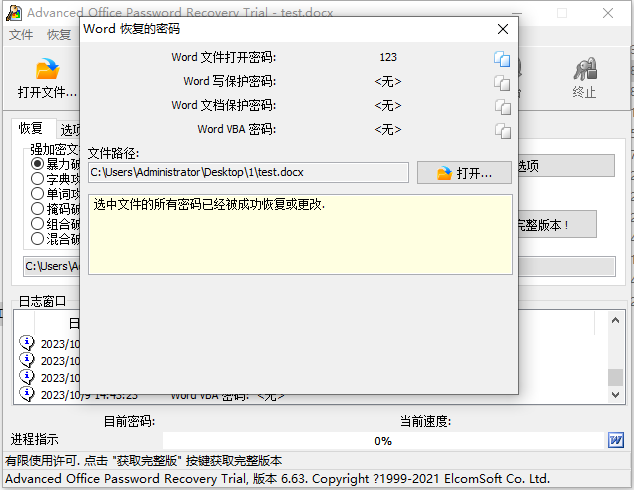 Advanced Office Password Recovery Trial - test.docx
文件 恢复
打开文件...
终止
Word 恢复的密码
Word 文件打开密码: 123
Word 写保护密码: <无>
Word 文档保护密码: <无>
Word VBA 密码: <无>
文件路径:
C:\Users\Administrator\Desktop\1\test.docx
打开...
选中文件的所有密码已经被成功恢复或更改.
恢复 选项
强加密文
暴力破
字典攻
单词攻
掩码破
组合破
混合破
选项
完整版本!
C:\Users\A
日志窗口
日
2023/10
2023/10
2023/10
2023/10/9 14:43:23 Word VBA 密码: <无>
目前密码: 当前速度:
进程指示 0%
有限使用许可. 点击 "获取完整版" 按键获取完整版本
Advanced Office Password Recovery Trial, 版本 6.63. Copyright ?1999-2021 ElcomSoft Co. Ltd.